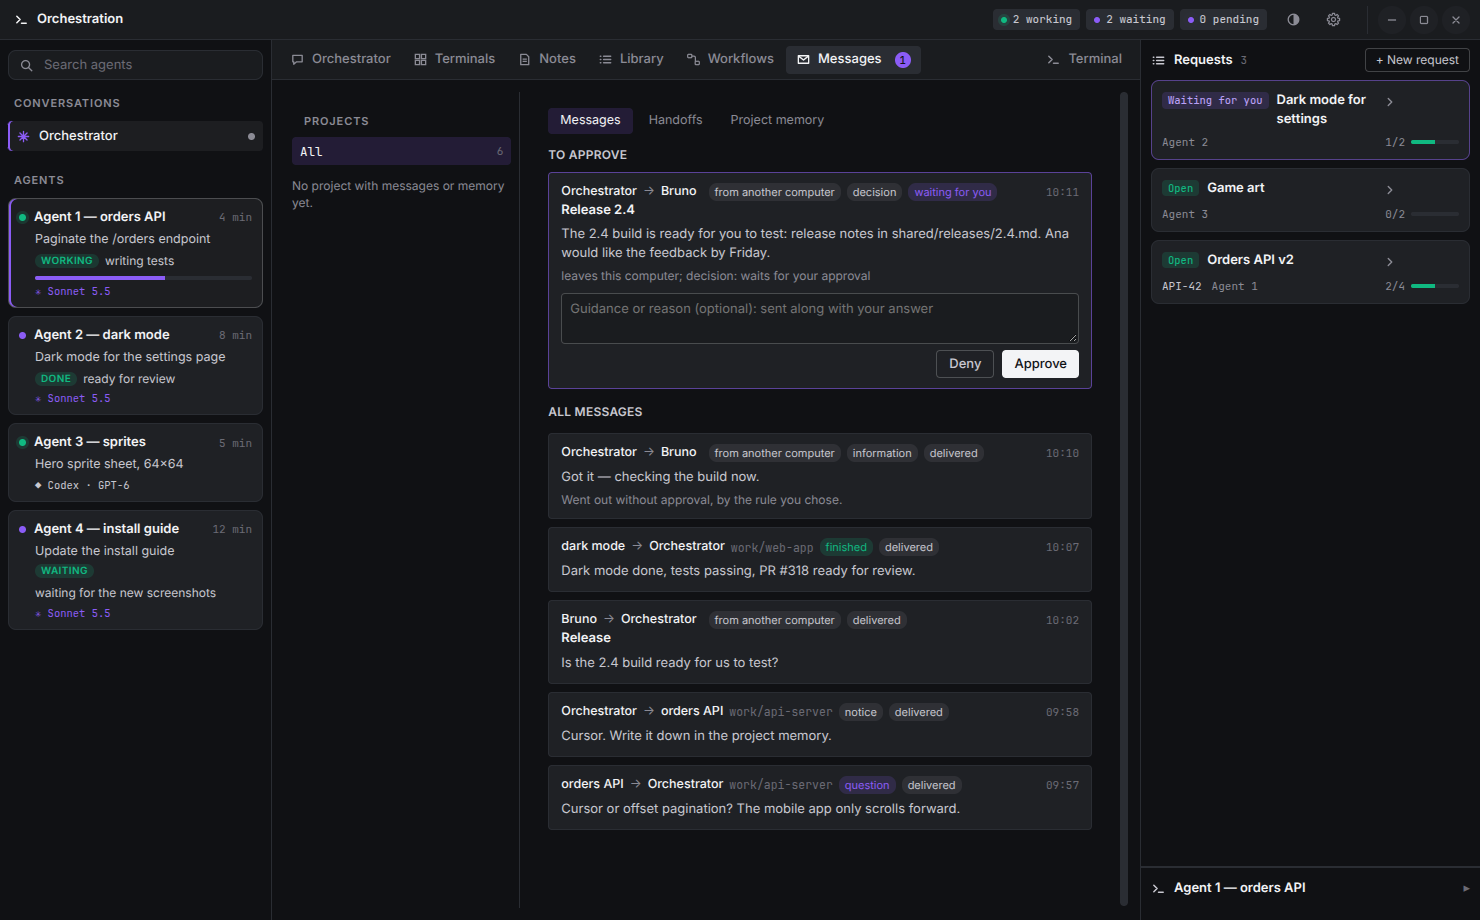 Orchestration
2 working
2 waiting
0 pending
Search agents
CONVERSATIONS
Orchestrator
AGENTS
Agent 1 — orders API 4 min
Paginate the /orders endpoint
WORKING writing tests
Sonnet 5.5
Agent 2 — dark mode 8 min
Dark mode for the settings page
DONE ready for review
Sonnet 5.5
Agent 3 — sprites 5 min
Hero sprite sheet, 64×64
Codex · GPT-6
Agent 4 — install guide 12 min
Update the install guide
WAITING
waiting for the new screenshots
Sonnet 5.5
Orchestrator Terminals Notes Library Workflows Messages 1 Terminal
PROJECTS
All 6
No project with messages or memory
yet.
Messages Handoffs Project memory
TO APPROVE
Orchestrator → Bruno from another computer decision waiting for you 10:11
Release 2.4
The 2.4 build is ready for you to test: release notes in shared/releases/2.4.md. Ana
would like the feedback by Friday.
leaves this computer; decision: waits for your approval
Guidance or reason (optional): sent along with your answer
Deny Approve
ALL MESSAGES
Orchestrator → Bruno from another computer information delivered 10:10
Got it — checking the build now.
Went out without approval, by the rule you chose.
dark mode → Orchestrator work/web-app finished delivered 10:07
Dark mode done, tests passing, PR #318 ready for review.
Bruno → Orchestrator from another computer delivered 10:02
Release
Is the 2.4 build ready for us to test?
Orchestrator → orders API work/api-server notice delivered 09:58
Cursor. Write it down in the project memory.
orders API → Orchestrator work/api-server question delivered 09:57
Cursor or offset pagination? The mobile app only scrolls forward.
Requests 3 + New request
Waiting for you Dark mode for
settings
Agent 2 1/2
Open Game art
Agent 3 0/2
Open Orders API v2
API-42 Agent 1 2/4
Agent 1 — orders API